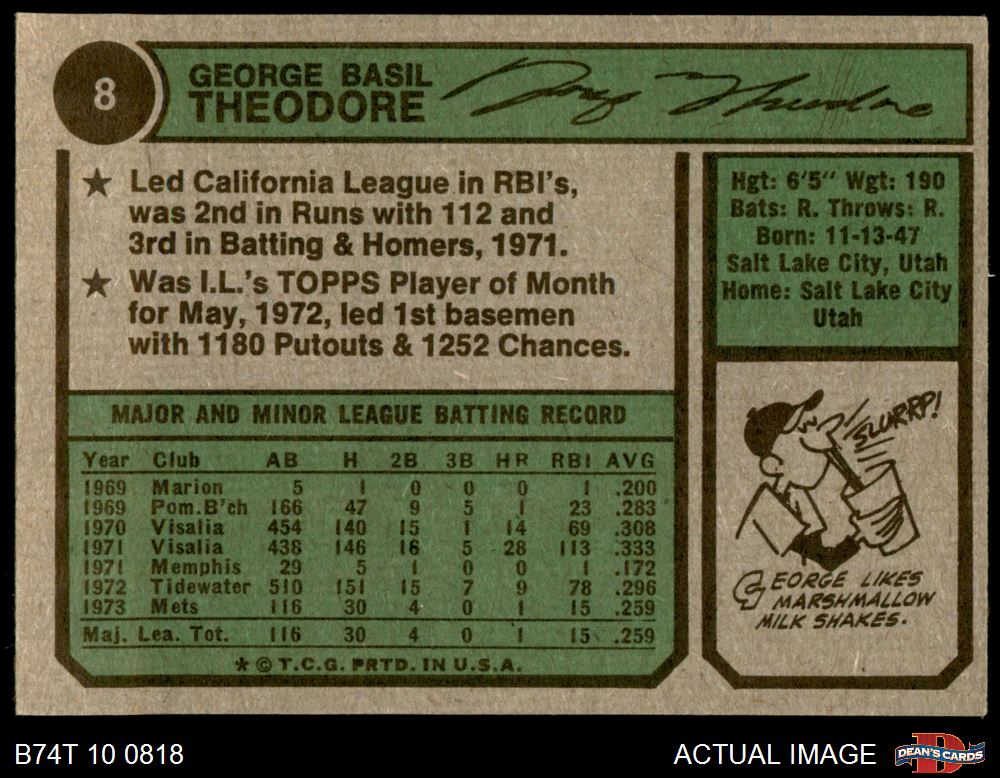 8
GEORGE BASIL
THEODORE
George Theodore
★ Led California League in RBI's,
was 2nd in Runs with 112 and
3rd in Batting & Homers, 1971.
★ Was I.L.'s TOPPS Player of Month
for May, 1972, led 1st basemen
with 1180 Putouts & 1252 Chances.
Hgt: 6'5" Wgt: 190
Bats: R. Throws: R.
Born: 11-13-47
Salt Lake City, Utah
Home: Salt Lake City
Utah
MAJOR AND MINOR LEAGUE BATTING RECORD
Year Club AB H 2B 3B HR RBI AVG
1969 Marion 5 1 0 0 0 1 .200
1969 Pom.B'ch 166 47 9 5 1 23 .283
1970 Visalia 454 140 15 1 14 69 .308
1971 Visalia 438 146 16 5 28 113 .333
1971 Memphis 29 5 1 0 0 1 .172
1972 Tidewater 510 151 15 7 9 78 .296
1973 Mets 116 30 4 0 1 15 .259
Maj. Lea. Tot. 116 30 4 0 1 15 .259
* © T.C.G. PRTD. IN U.S.A.
SLURRP!
GEORGE LIKES
MARSHMALLOW
MILK SHAKES.
B74T 10 0818
ACTUAL IMAGE
DEAN'S CARDS